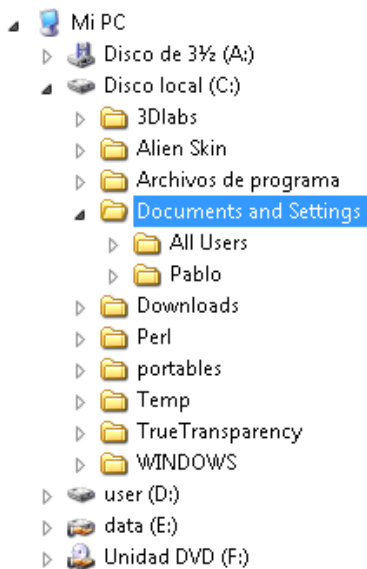 Mi PC
Disco de 3½ (A:)
Disco local (C:)
3Dlabs
Alien Skin
Archivos de programa
Documents and Settings
All Users
Pablo
Downloads
Perl
portables
Temp
TrueTransparency
WINDOWS
user (D:)
data (E:)
Unidad DVD (F:)